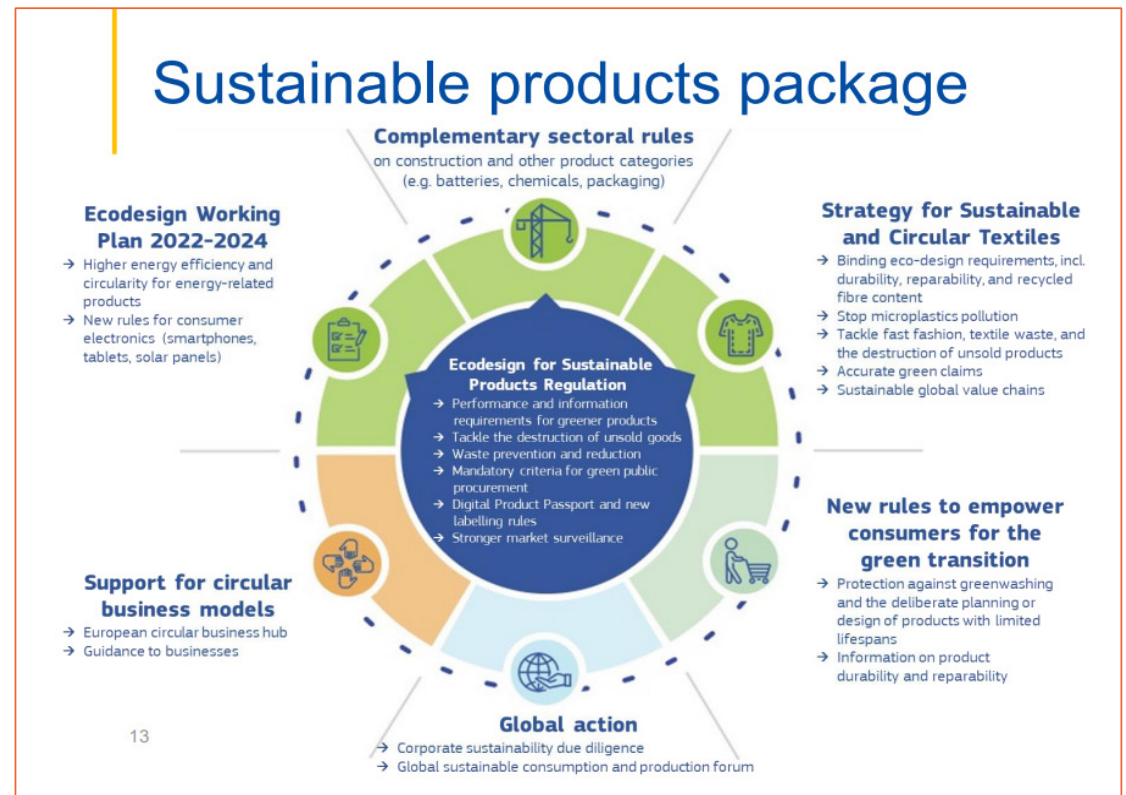 Sustainable products package
Complementary sectoral rules
on construction and other product categories
(e.g. batteries, chemicals, packaging)
Ecodesign Working
Plan 2022-2024
→ Higher energy efficiency and
circularity for energy-related
products
→ New rules for consumer
electronics (smartphones,
tablets, solar panels)
Strategy for Sustainable
and Circular Textiles
→ Binding eco-design requirements, incl.
durability, reparability, and recycled
fibre content
→ Stop microplastics pollution
→ Tackle fast fashion, textile waste, and
the destruction of unsold products
→ Accurate green claims
→ Sustainable global value chains
Ecodesign for Sustainable
Products Regulation
→ Performance and information
requirements for greener products
→ Tackle the destruction of unsold goods
→ Waste prevention and reduction
→ Mandatory criteria for green public
procurement
→ Digital Product Passport and new
labelling rules
→ Stronger market surveillance
New rules to empower
consumers for the
green transition
→ Protection against greenwashing
and the deliberate planning or
design of products with limited
lifespans
→ Information on product
durability and reparability
Support for circular
business models
→ European circular business hub
→ Guidance to businesses
Global action
→ Corporate sustainability due diligence
→ Global sustainable consumption and production forum
13